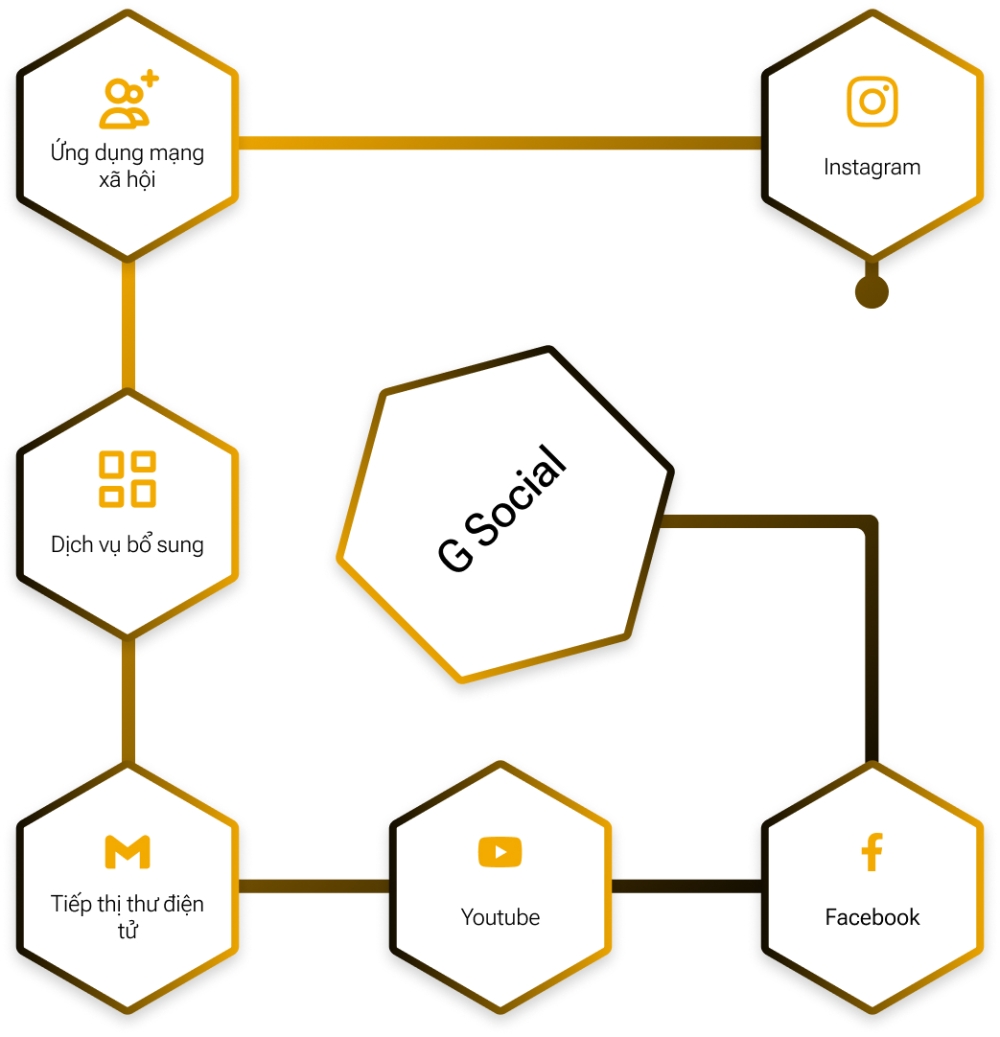 Ứng dụng mạng
xã hội
Instagram
G Social
Dịch vụ bổ sung
Tiếp thị thư điện
tử
Youtube
Facebook